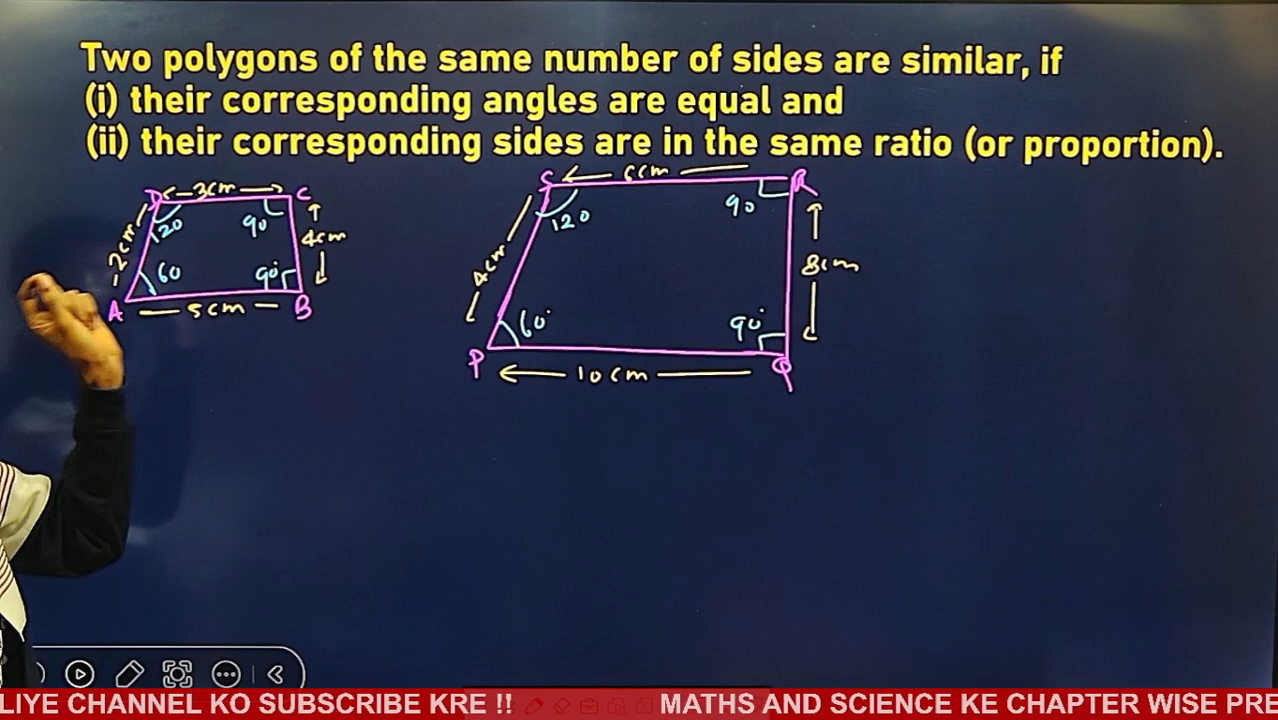 Two polygons of the same number of sides are similar, if
(i) their corresponding angles are equal and
(ii) their corresponding sides are in the same ratio (or proportion).
D 3cm C
120 90
2cm 4cm
60 90°
A 5cm B
S 6cm R
120 90
4cm 8cm
60° 90°
P 10cm Q
LIYE CHANNEL KO SUBSCRIBE KRE !! MATHS AND SCIENCE KE CHAPTER WISE PRE